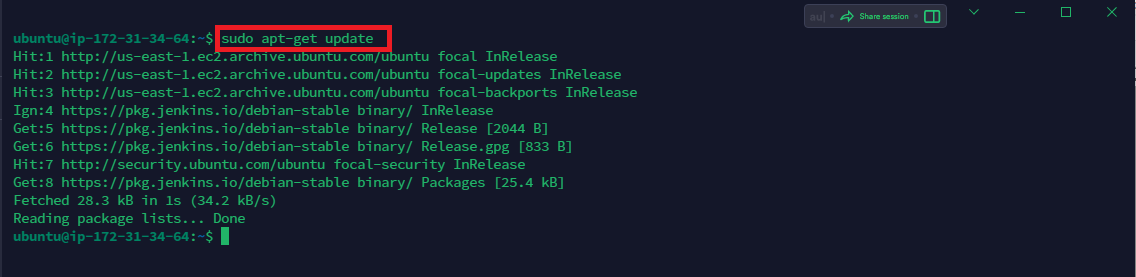 au| Share session
ubuntu@ip-172-31-34-64:~$ sudo apt-get update
Hit:1 http://us-east-1.ec2.archive.ubuntu.com/ubuntu focal InRelease
Hit:2 http://us-east-1.ec2.archive.ubuntu.com/ubuntu focal-updates InRelease
Hit:3 http://us-east-1.ec2.archive.ubuntu.com/ubuntu focal-backports InRelease
Ign:4 https://pkg.jenkins.io/debian-stable binary/ InRelease
Get:5 https://pkg.jenkins.io/debian-stable binary/ Release [2044 B]
Get:6 https://pkg.jenkins.io/debian-stable binary/ Release.gpg [833 B]
Hit:7 http://security.ubuntu.com/ubuntu focal-security InRelease
Get:8 https://pkg.jenkins.io/debian-stable binary/ Packages [25.4 kB]
Fetched 28.3 kB in 1s (34.2 kB/s)
Reading package lists... Done
ubuntu@ip-172-31-34-64:~$